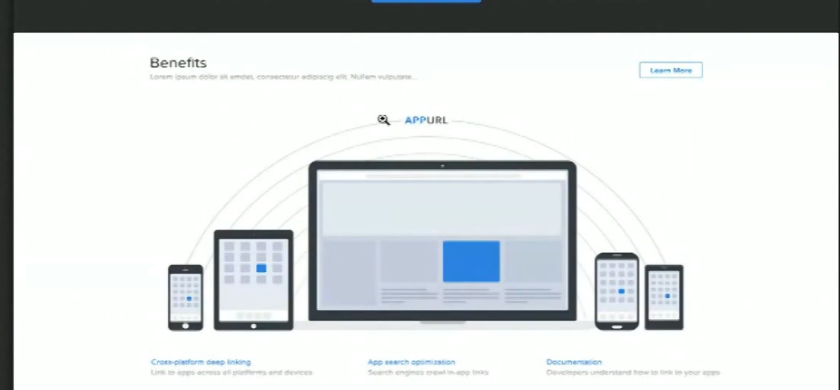 Benefits
Lorem ipsum dolor sit amdet, consectetur adipiscig elit. Nullam vulputate...
Learn More
APPURL
Cross-platform deep linking
Link to apps across all platforms and devices
App search optimization
Search engines crawl in-app links
Documentation
Developers understand how to link to your apps